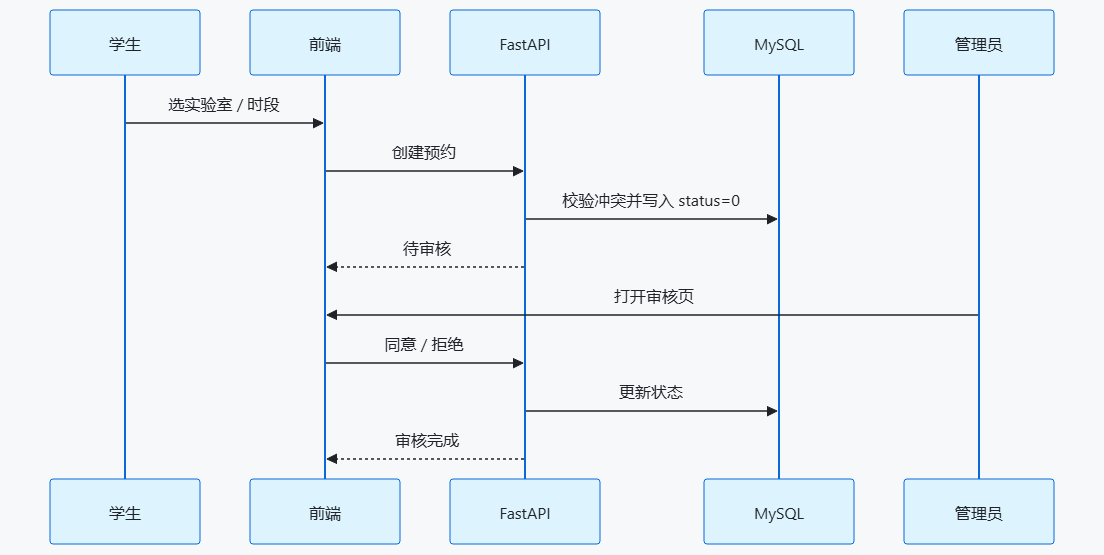 学生
前端
FastAPI
MySQL
管理员
选实验室 / 时段
创建预约
校验冲突并写入 status=0
待审核
打开审核页
同意 / 拒绝
更新状态
审核完成
学生
前端
FastAPI
MySQL
管理员